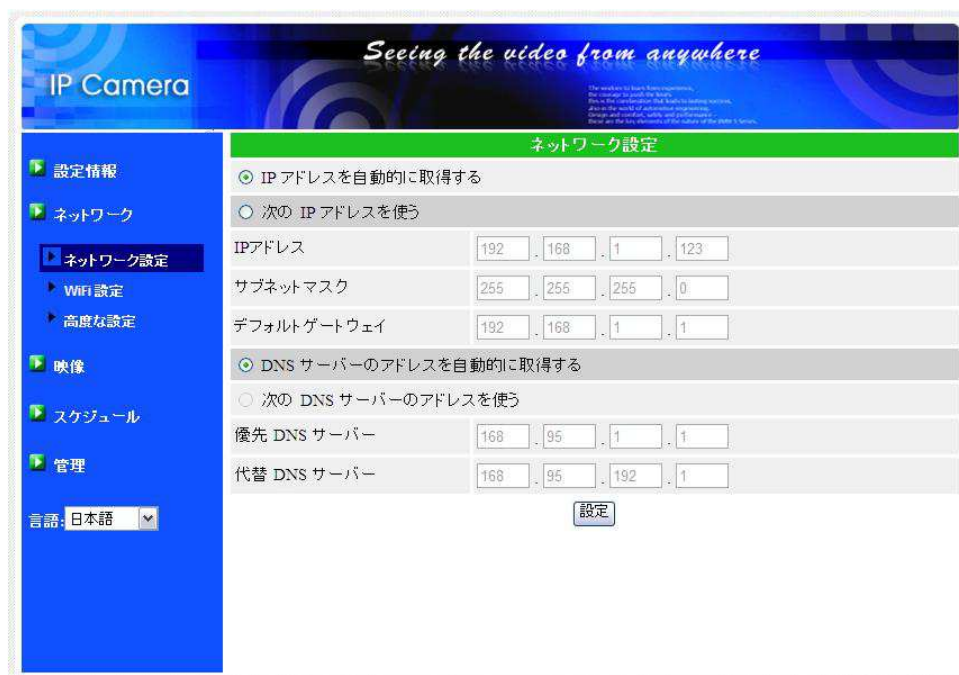 Seeing the video from anywhere
IP Camera
ネットワーク設定
設定情報
ネットワーク
ネットワーク設定
WiFi 設定
高度な設定
映像
スケジュール
管理
言語: 日本語
IP アドレスを自動的に取得する
次の IP アドレスを使う
IPアドレス 192 . 168 . 1 . 123
サブネットマスク 255 . 255 . 255 . 0
デフォルトゲートウェイ 192 . 168 . 1 . 1
DNS サーバーのアドレスを自動的に取得する
次の DNS サーバーのアドレスを使う
優先 DNS サーバー 168 . 95 . 1 . 1
代替 DNS サーバー 168 . 95 . 192 . 1
設定